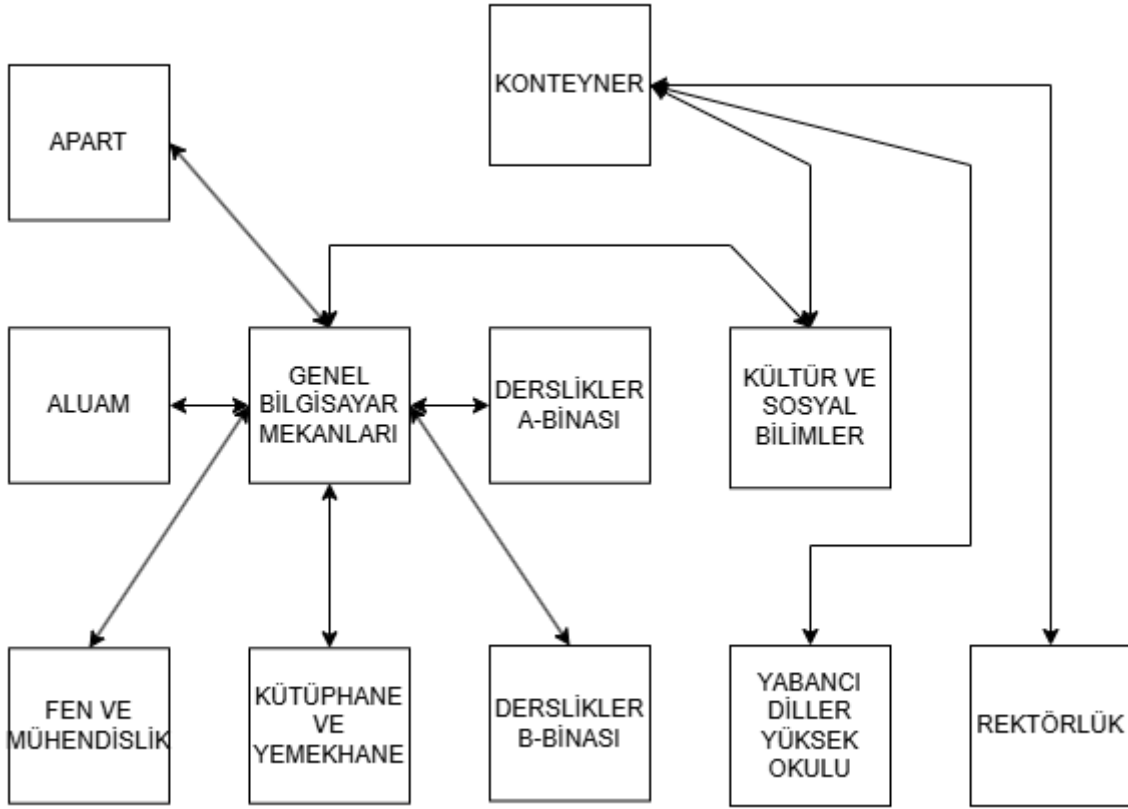 KONTEYNER
APART
ALUAM
GENEL
BİLGİSAYAR
MEKANLARI
DERSLİKLER
A-BİNASI
KÜLTÜR VE
SOSYAL
BİLİMLER
FEN VE
MÜHENDİSLİK
KÜTÜPHANE
VE
YEMEKHANE
DERSLİKLER
B-BİNASI
YABANCI
DİLLER
YÜKSEK
OKULU
REKTÖRLÜK